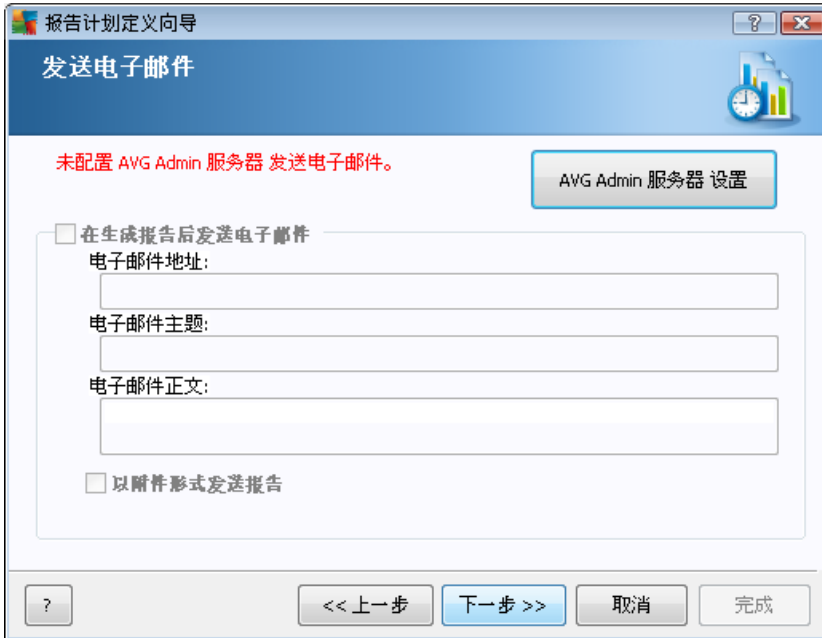 报告计划定义向导
发送电子邮件
未配置 AVG Admin 服务器 发送电子邮件。
AVG Admin 服务器 设置
在生成报告后发送电子邮件
电子邮件地址:
电子邮件主题:
电子邮件正文:
以附件形式发送报告
?
<< 上一步
下一步 >>
取消
完成